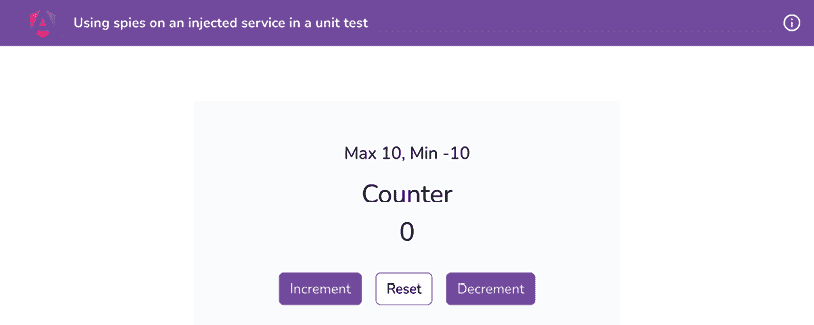 Using spies on an injected service in a unit test
Max 10, Min -10
Counter
0
Increment Reset Decrement